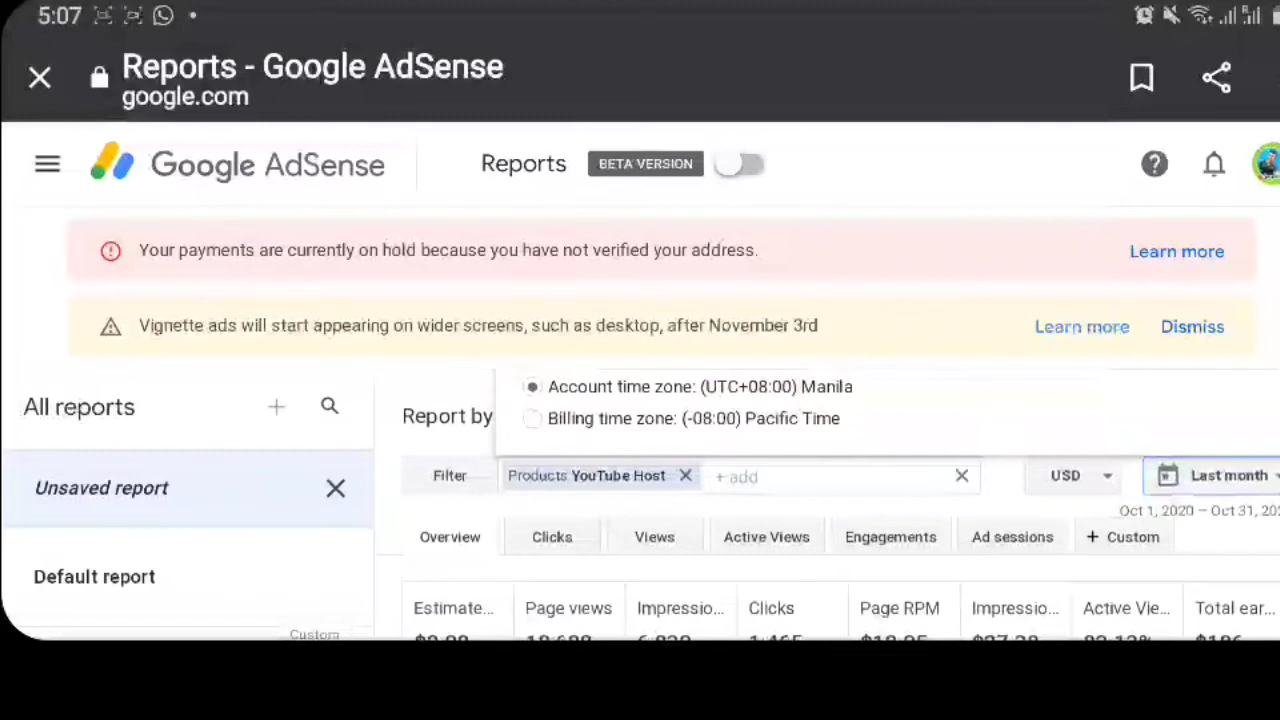 5:07
Reports - Google AdSense
google.com
Google AdSense
Reports
BETA VERSION
Your payments are currently on hold because you have not verified your address.
Learn more
Vignette ads will start appearing on wider screens, such as desktop, after November 3rd
Learn more
Dismiss
Account time zone: (UTC+08:00) Manila
All reports
Report by
Billing time zone: (-08:00) Pacific Time
Filter
Products YouTube Host
+ add
USD
Last month
Unsaved report
Oct 1, 2020 – Oct 31, 20
Overview
Clicks
Views
Active Views
Engagements
Ad sessions
+ Custom
Default report
Estimate...
Page views
Impressio...
Clicks
Page RPM
Impressio...
Active Vie...
Total ear...
Custom